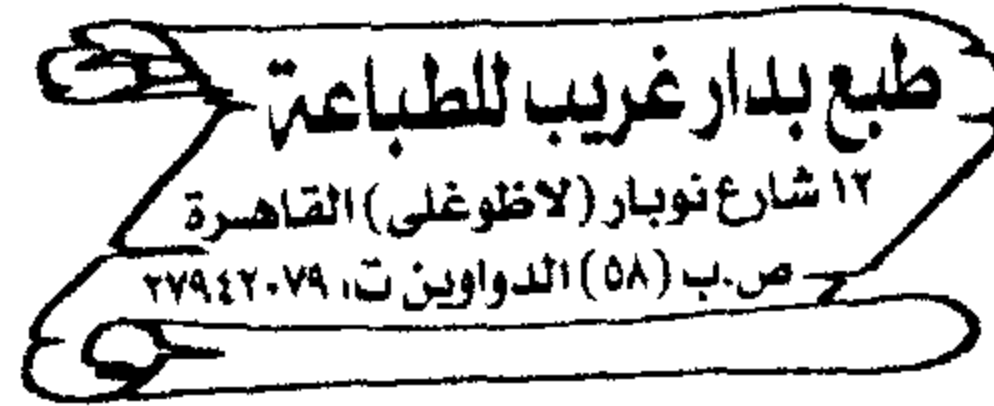 طبع بدار غريب للطباعة
١٢ شارع نوبار (لاظوغلى) القاهرة
ص.ب (٥٨) الدواوين ت: ٢٧٩٤٢٠٧٩